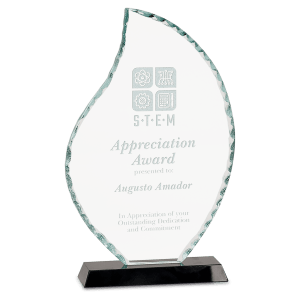 S·T·E·M
Appreciation
Award
presented to
Augusto Amador
In Appreciation of your
Outstanding Dedication
and Commitment